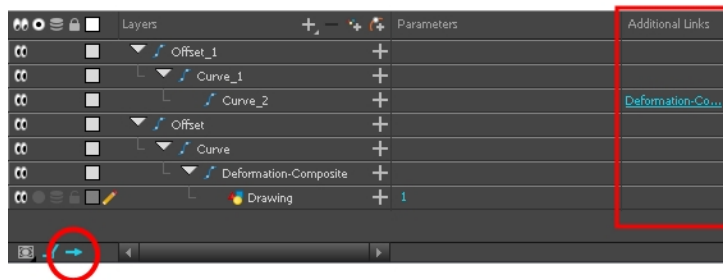 Layers Parameters Additional Links
Offset_1
Curve_1
Curve_2 Deformation-Co...
Offset
Curve
Deformation-Composite
Drawing 1